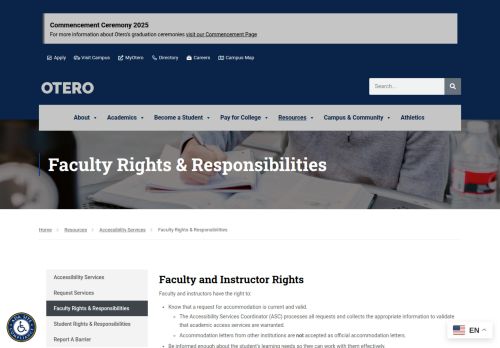 Commencement Ceremony 2025
For more information about Otero's graduation ceremonies visit our Commencement Page
Apply Visit Campus MyOtero Directory Careers Campus Map
OTERO
Search...
About Academics Become a Student Pay for College Resources Campus & Community Athletics
Faculty Rights & Responsibilities
Home Resources Accessibility Services Faculty Rights & Responsibilities
Accessibility Services
Request Services
Faculty Rights & Responsibilities
Student Rights & Responsibilities
Report A Barrier
Faculty and Instructor Rights
Faculty and instructors have the right to:
Know that a request for accommodation is current and valid.
The Accessibility Services Coordinator (ASC) processes all requests and collects the appropriate information to validate
that academic access services are warranted.
Accommodation letters from other institutions are not accepted as official accommodation letters.
Be informed enough about the student's learning needs so they can work with them effectively.
EN